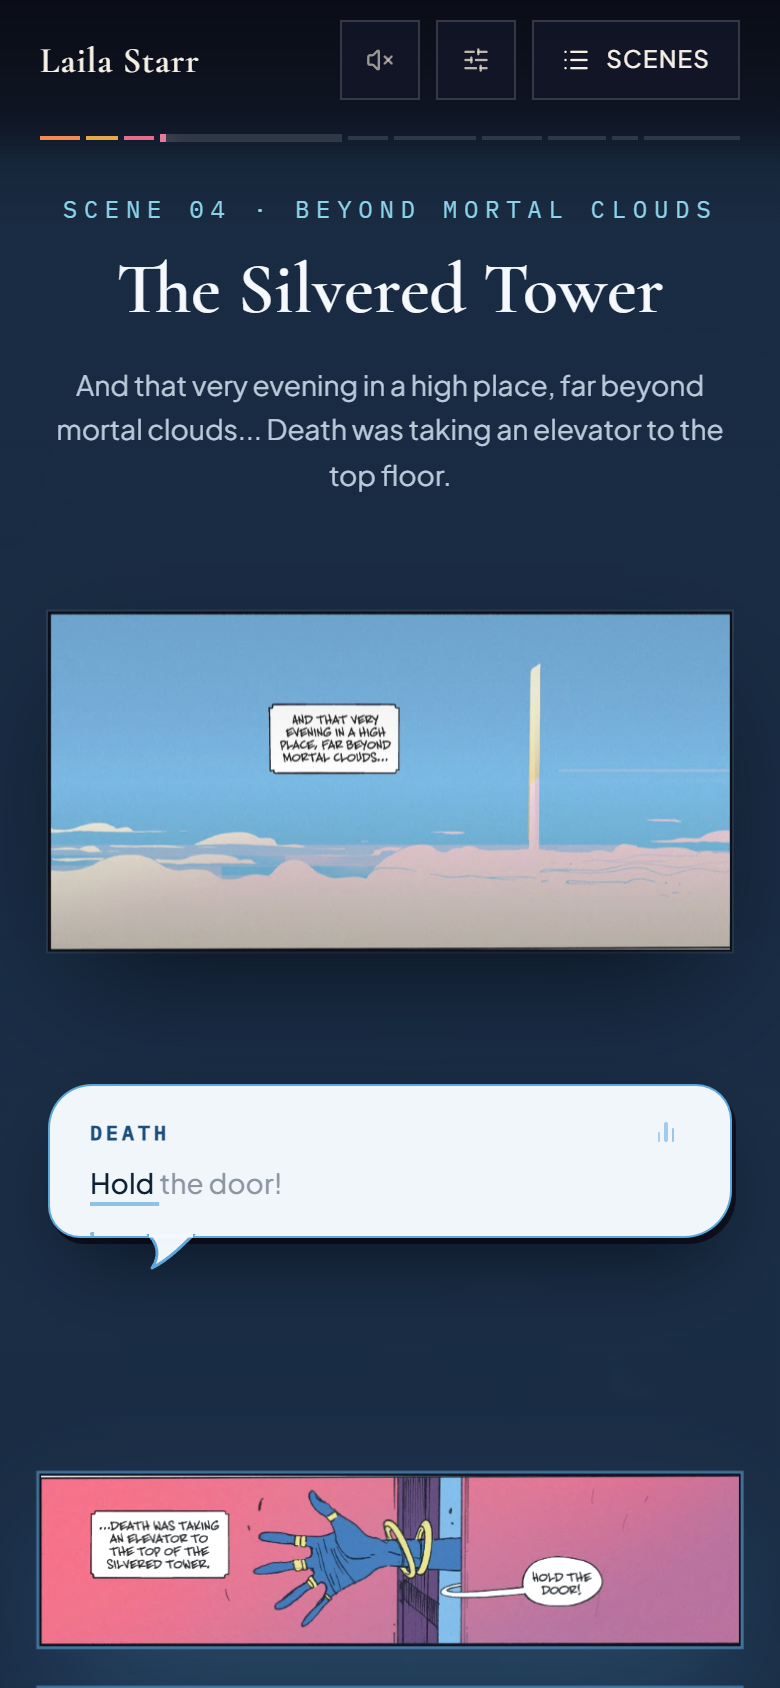 Laila Starr
SCENES
SCENE 04 · BEYOND MORTAL CLOUDS
The Silvered Tower
And that very evening in a high place, far beyond
mortal clouds... Death was taking an elevator to the
top floor.
AND THAT VERY
EVENING IN A HIGH
PLACE, FAR BEYOND
MORTAL CLOUDS...
DEATH
Hold the door!
...DEATH WAS TAKING
AN ELEVATOR TO
THE TOP OF THE
SILVERED TOWER.
HOLD THE
DOOR!